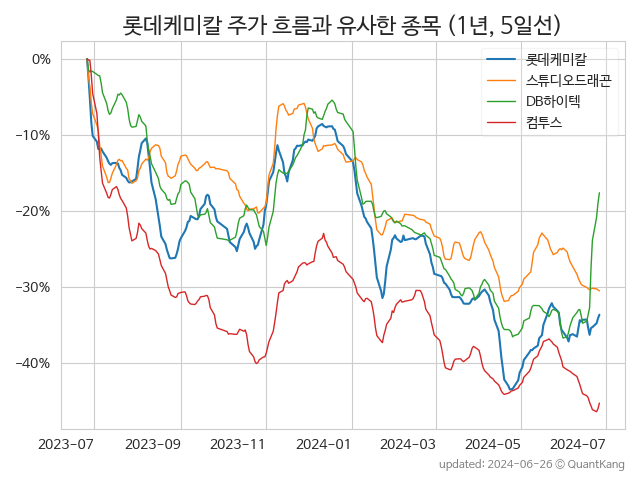 롯데케미칼 주가 흐름과 유사한 종목 (1년, 5일선)
롯데케미칼
스튜디오드래곤
DB하이텍
컴투스
0%
−10%
−20%
−30%
−40%
2023-07 2023-09 2023-11 2024-01 2024-03 2024-05 2024-07
updated: 2024-06-26 © QuantKang